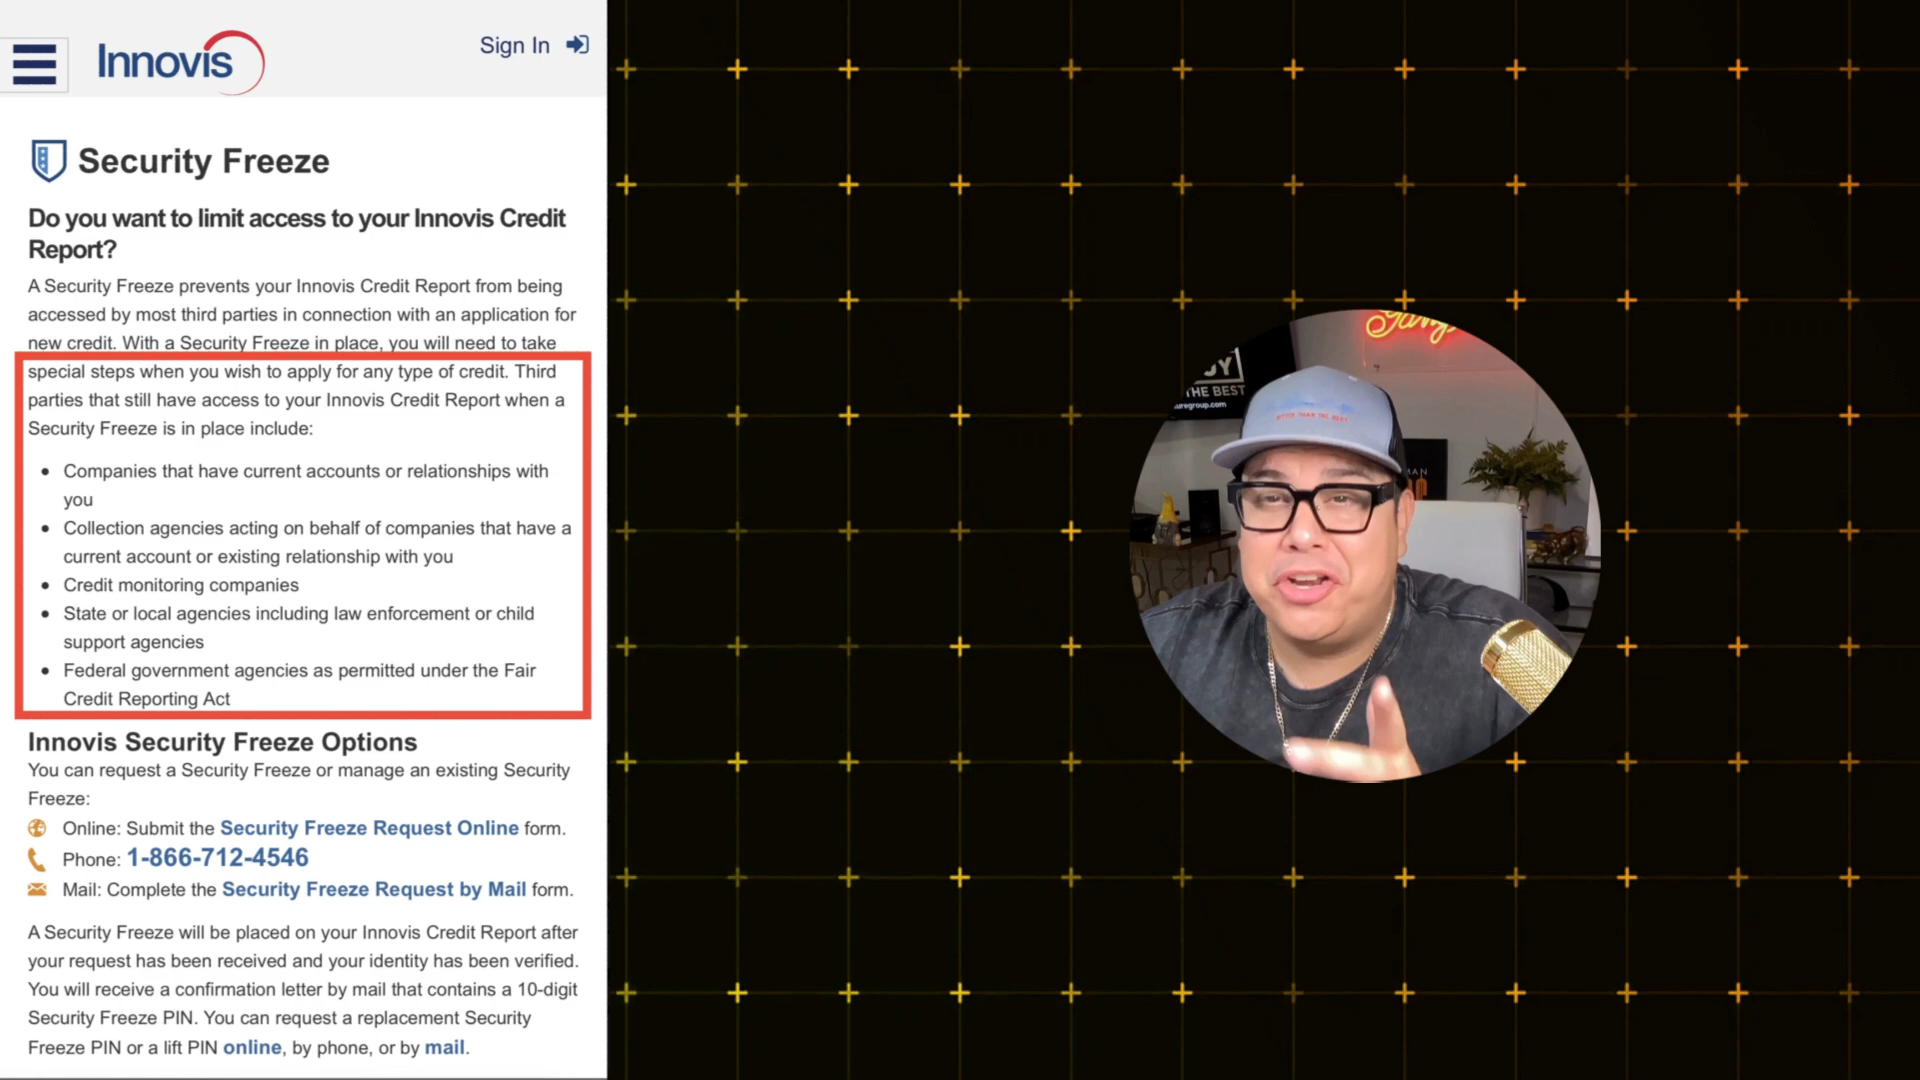 Innovis
Sign In
Security Freeze
Do you want to limit access to your Innovis Credit
Report?
A Security Freeze prevents your Innovis Credit Report from being
accessed by most third parties in connection with an application for
new credit. With a Security Freeze in place, you will need to take
special steps when you wish to apply for any type of credit. Third
parties that still have access to your Innovis Credit Report when a
Security Freeze is in place include:
Companies that have current accounts or relationships with
you
Collection agencies acting on behalf of companies that have a
current account or existing relationship with you
Credit monitoring companies
State or local agencies including law enforcement or child
support agencies
Federal government agencies as permitted under the Fair
Credit Reporting Act
Innovis Security Freeze Options
You can request a Security Freeze or manage an existing Security
Freeze:
Online: Submit the Security Freeze Request Online form.
Phone: 1-866-712-4546
Mail: Complete the Security Freeze Request by Mail form.
A Security Freeze will be placed on your Innovis Credit Report after
your request has been received and your identity has been verified.
You will receive a confirmation letter by mail that contains a 10-digit
Security Freeze PIN. You can request a replacement Security
Freeze PIN or a lift PIN online, by phone, or by mail.
THE BEST
BETTER THAN THE BEST